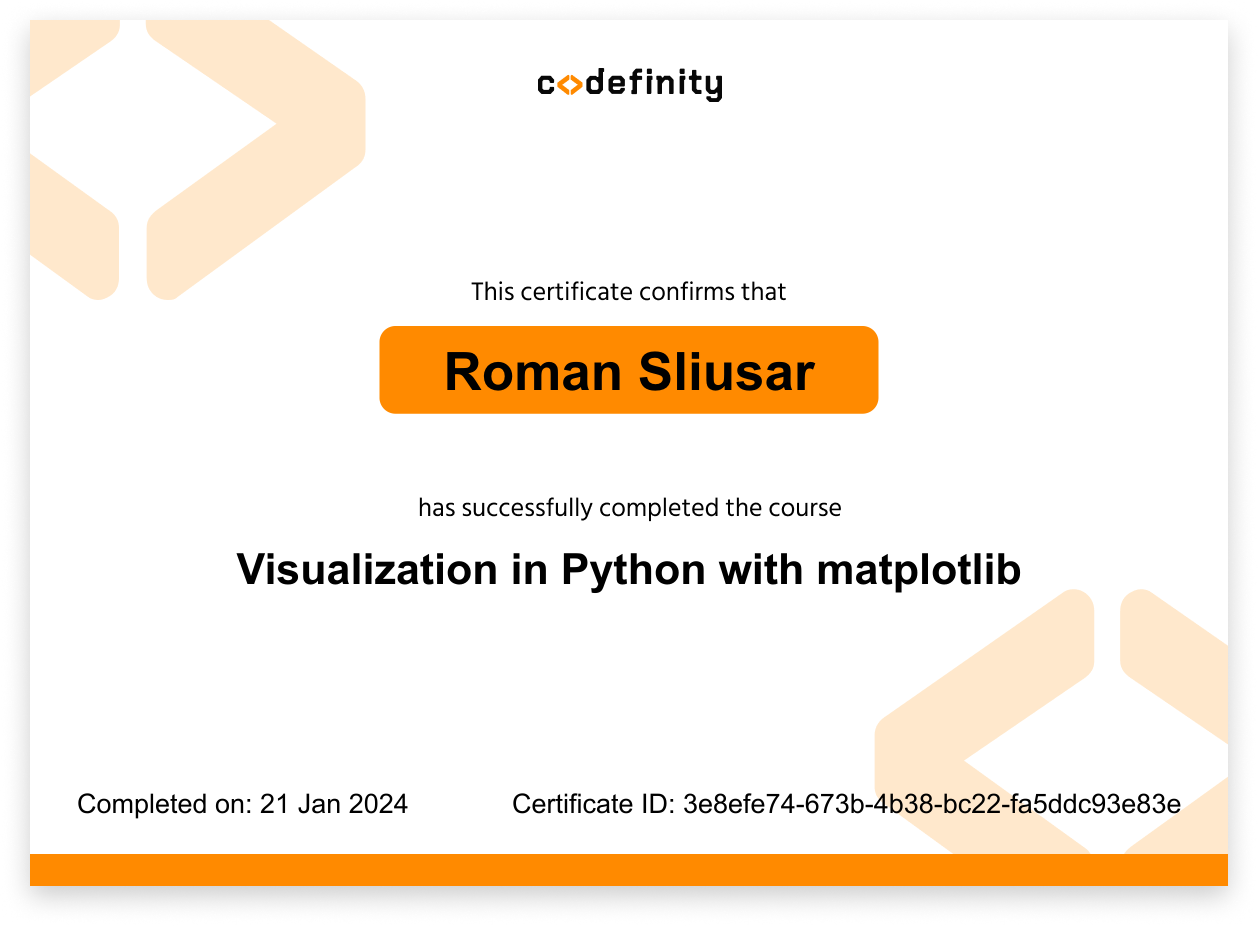 codefinity
This certificate confirms that
Roman Sliusar
has successfully completed the course
Visualization in Python with matplotlib
Completed on: 21 Jan 2024
Certificate ID: 3e8efe74-673b-4b38-bc22-fa5ddc93e83e